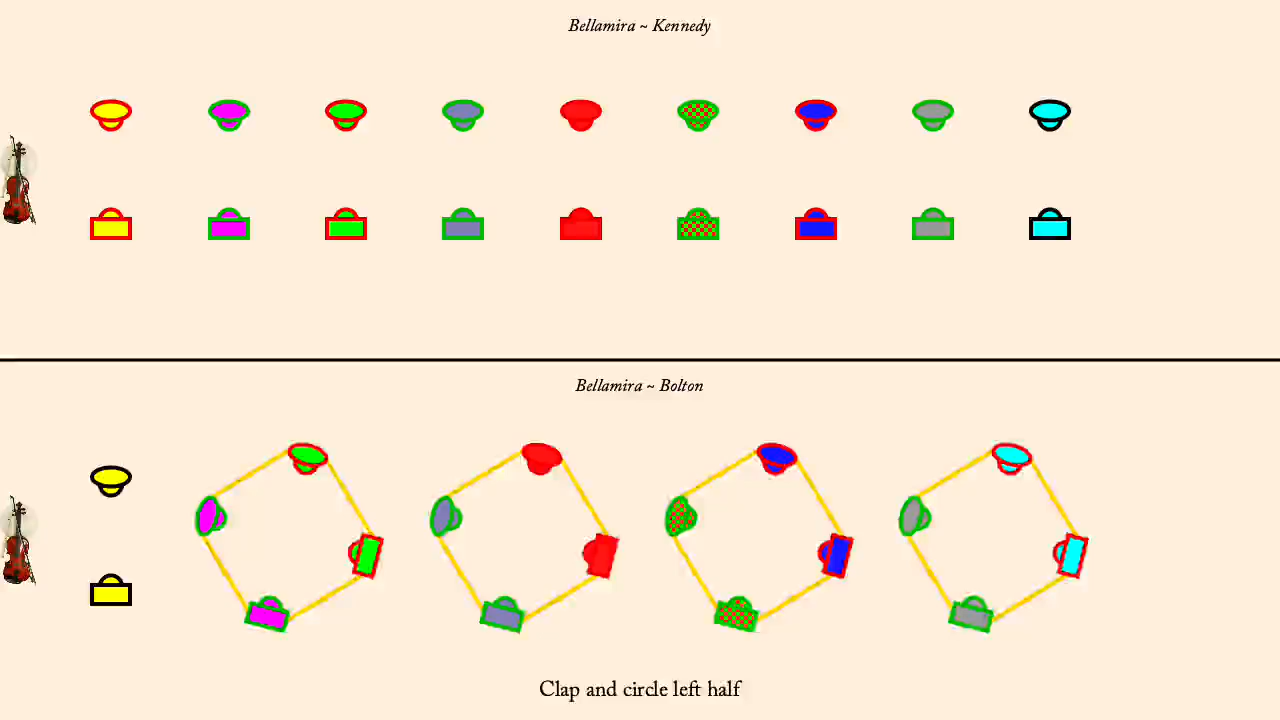 Bellamira ~ Kennedy
Bellamira ~ Bolton
Clap and circle left half